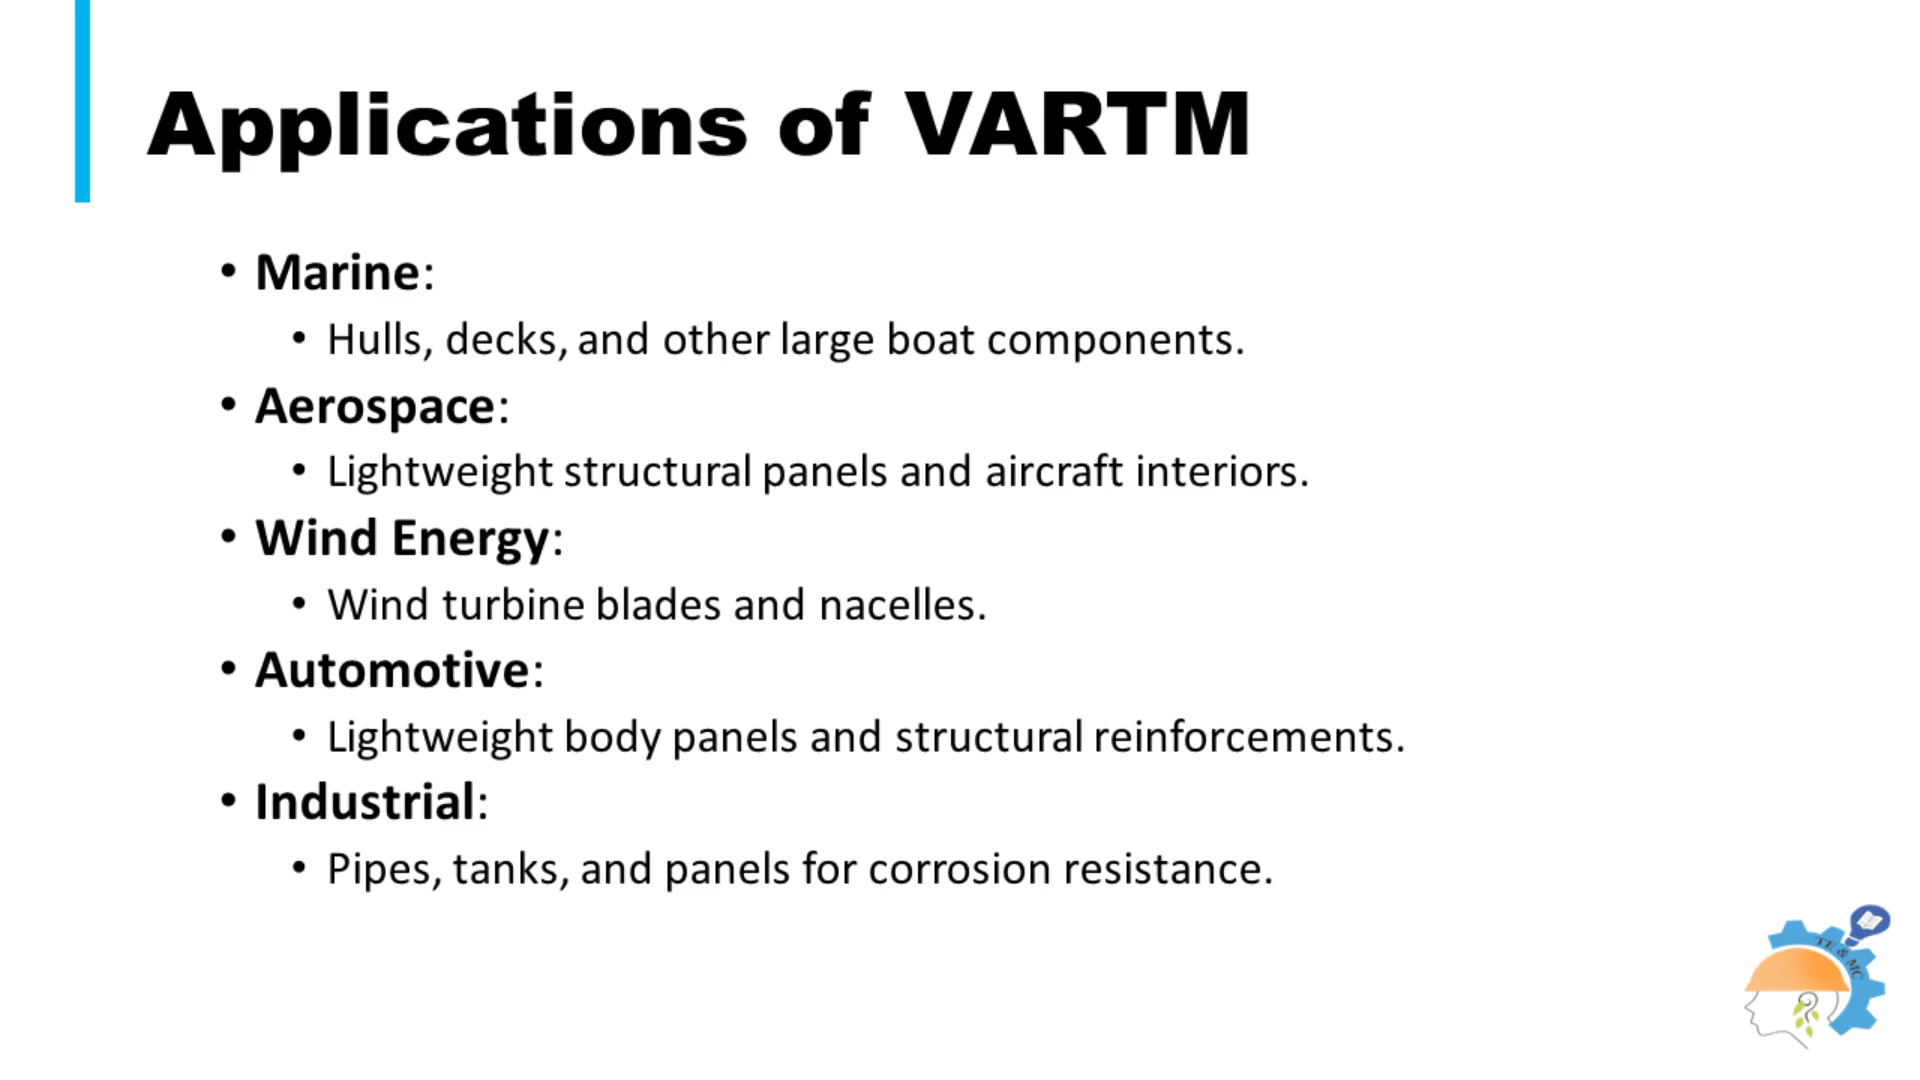 Applications of VARTM
• Marine:
• Hulls, decks, and other large boat components.
• Aerospace:
• Lightweight structural panels and aircraft interiors.
• Wind Energy:
• Wind turbine blades and nacelles.
• Automotive:
• Lightweight body panels and structural reinforcements.
• Industrial:
• Pipes, tanks, and panels for corrosion resistance.
TE & MC